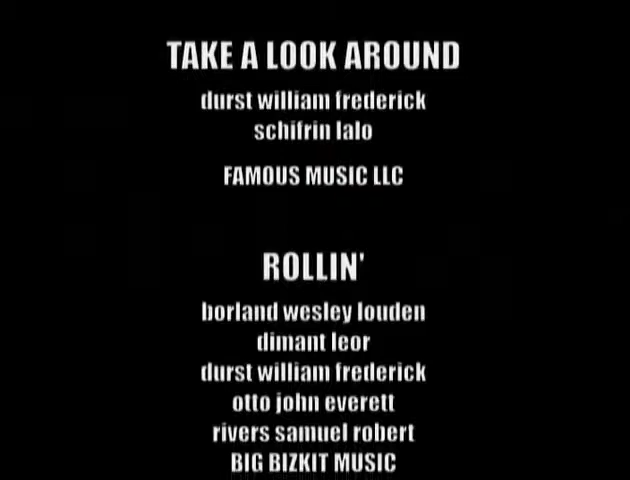 TAKE A LOOK AROUND
durst william frederick
schifrin lalo
FAMOUS MUSIC LLC
ROLLIN'
borland wesley louden
dimant leor
durst william frederick
otto john everett
rivers samuel robert
BIG BIZKIT MUSIC